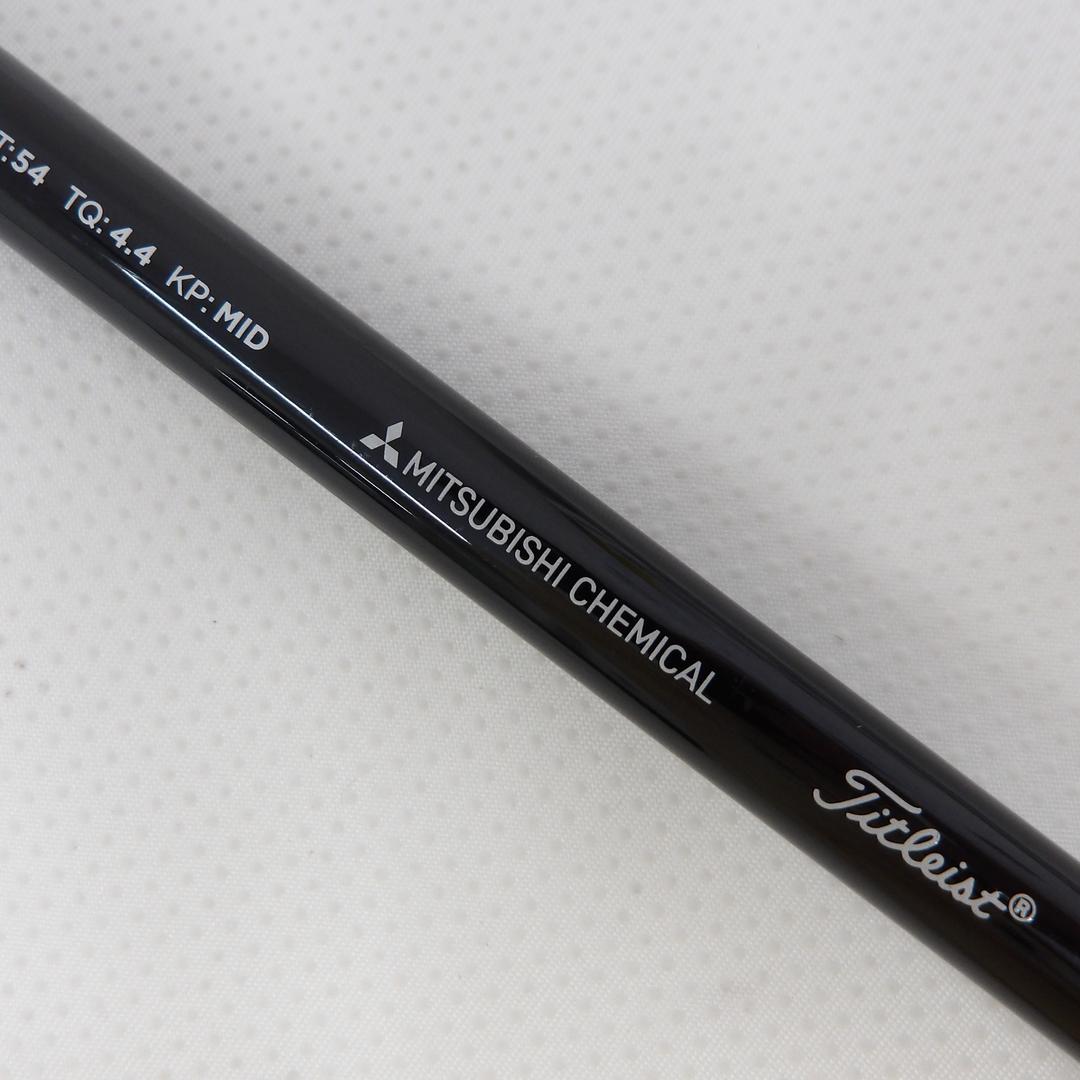 T:54 TQ:4.4 KP:MID
MITSUBISHI CHEMICAL
Titleist®